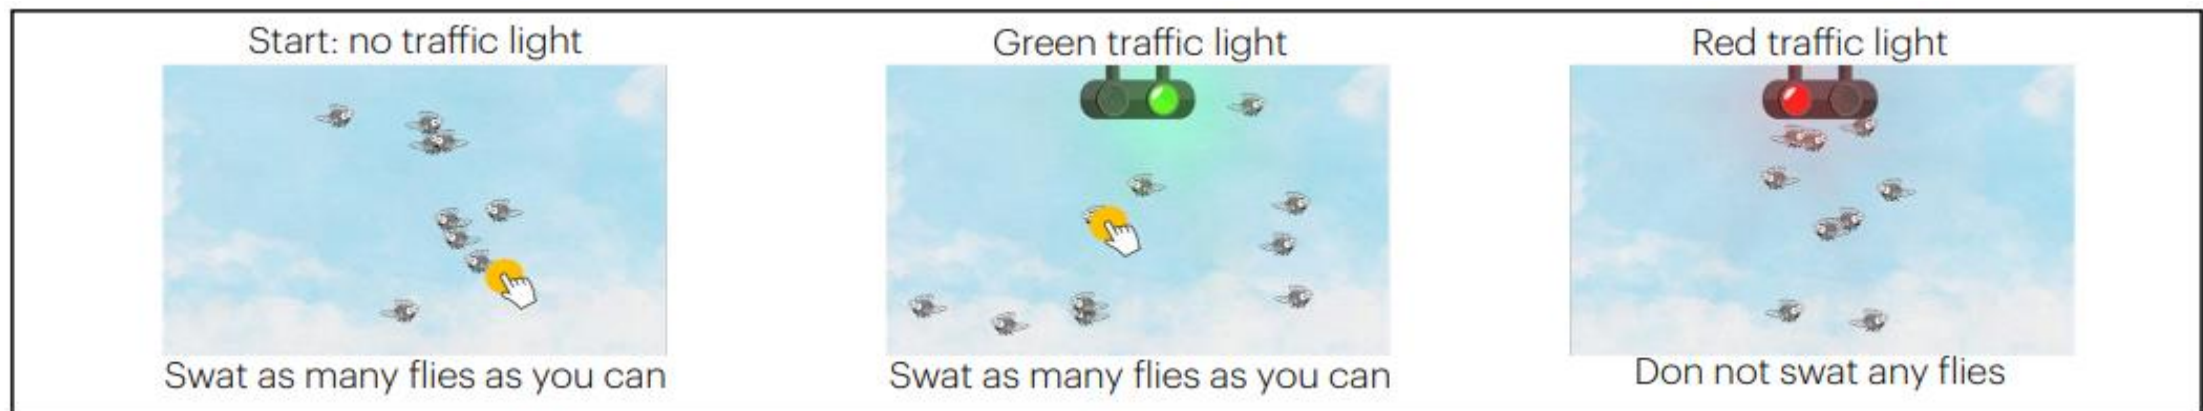 Start: no traffic light
Green traffic light
Red traffic light
Swat as many flies as you can
Swat as many flies as you can
Don not swat any flies